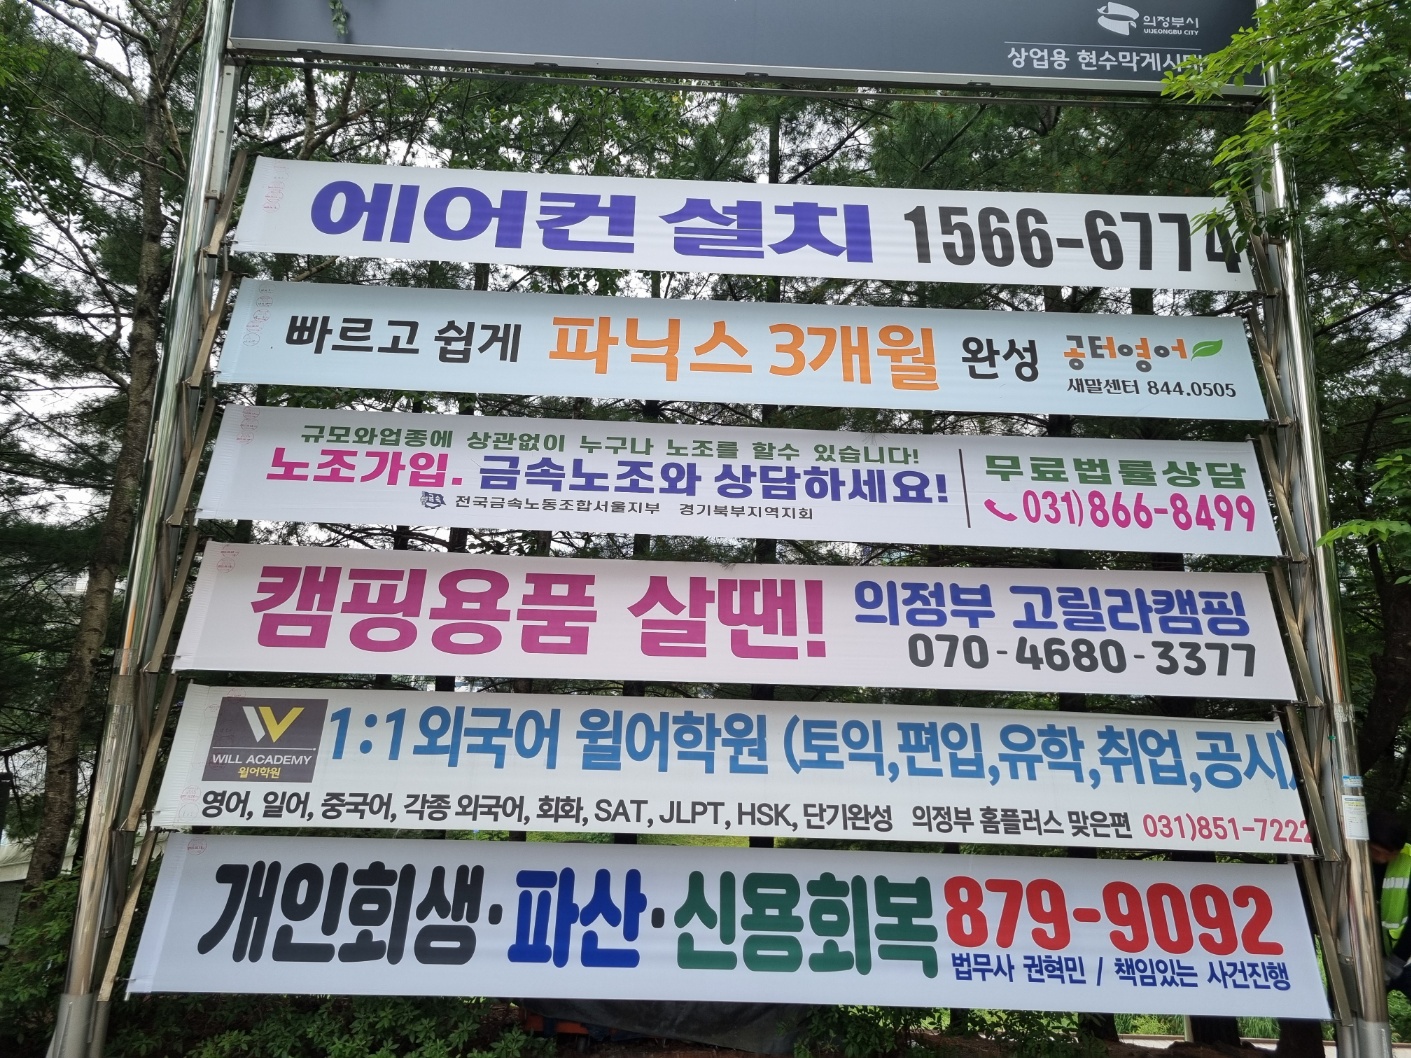 의정부시
UIJEONGBU CITY
상업용 현수막게시대
에어컨 설치 1566-6774
빠르고 쉽게 파닉스 3개월 완성 공터영어
새말센터 844.0505
규모와업종에 상관없이 누구나 노조를 할수 있습니다!
노조가입. 금속노조와 상담하세요!
전국금속노동조합서울지부 경기북부지역지회
무료법률상담
031)866-8499
캠핑용품 살땐! 의정부 고릴라캠핑
070-4680-3377
WILL ACADEMY
윌어학원
1:1외국어 윌어학원 (토익,편입,유학,취업,공시)
영어, 일어, 중국어, 각종 외국어, 회화, SAT, JLPT, HSK, 단기완성 의정부 홈플러스 맞은편 031)851-7222
개인회생·파산·신용회복 879-9092
법무사 권혁민 / 책임있는 사건진행